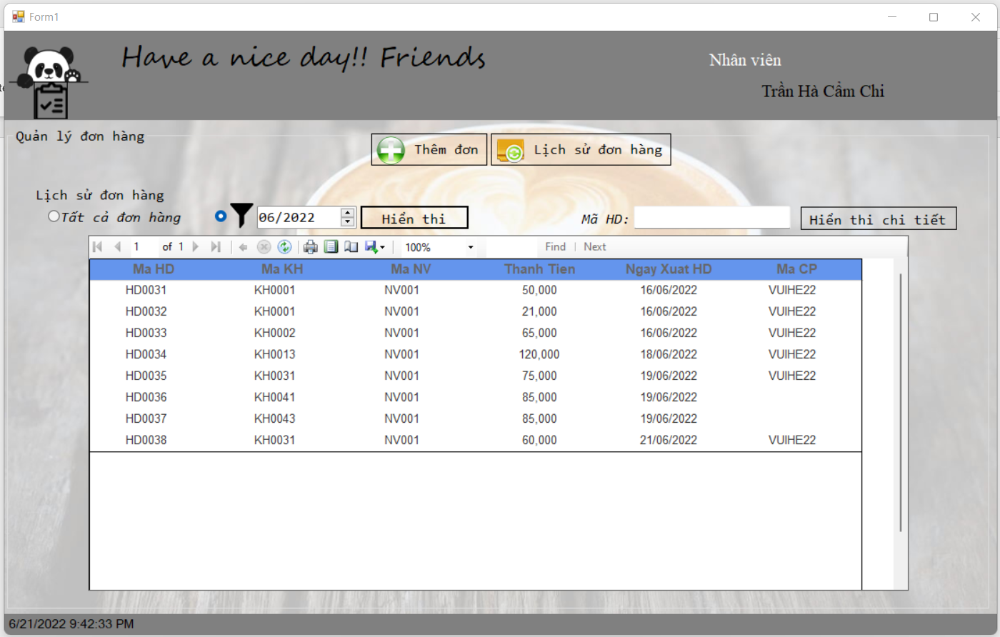 Form1
Have a nice day!! Friends
Nhân viên
Trần Hà Cẩm Chi
Quản lý đơn hàng
Thêm đơn
Lịch sử đơn hàng
Lịch sử đơn hàng
Tất cả đơn hàng
06/2022
Hiển thi
Mã HD:
Hiển thi chi tiết
1 of 1 100% Find | Next
Ma HD Ma KH Ma NV Thanh Tien Ngay Xuat HD Ma CP
HD0031 KH0001 NV001 50,000 16/06/2022 VUIHE22
HD0032 KH0001 NV001 21,000 16/06/2022 VUIHE22
HD0033 KH0002 NV001 65,000 16/06/2022 VUIHE22
HD0034 KH0013 NV001 120,000 18/06/2022 VUIHE22
HD0035 KH0031 NV001 75,000 19/06/2022 VUIHE22
HD0036 KH0041 NV001 85,000 19/06/2022
HD0037 KH0043 NV001 85,000 19/06/2022
HD0038 KH0031 NV001 60,000 21/06/2022 VUIHE22
6/21/2022 9:42:33 PM